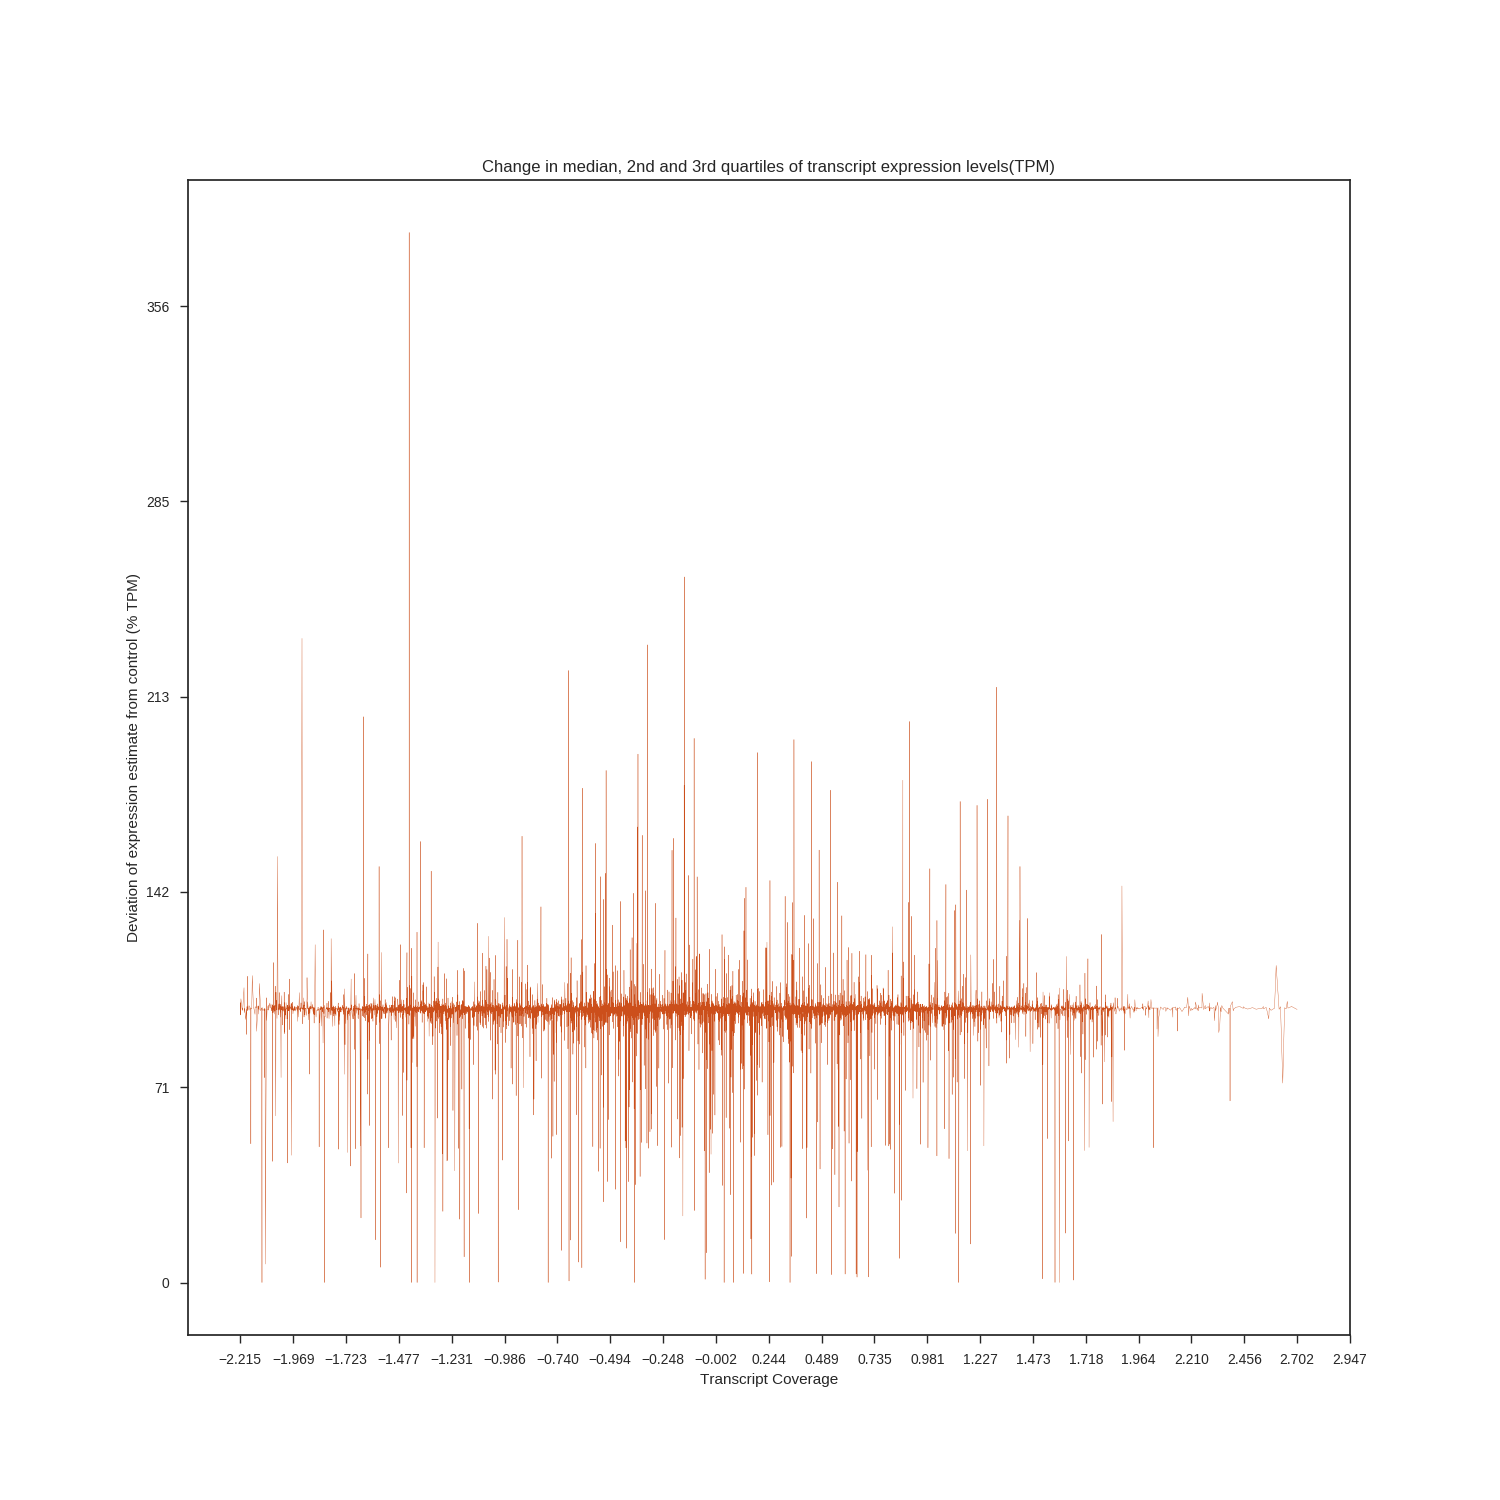 Change in median, 2nd and 3rd quartiles of transcript expression levels(TPM)
Deviation of expression estimate from control (% TPM)
356
285
213
142
71
0
−2.215 −1.969 −1.723 −1.477 −1.231 −0.986 −0.740 −0.494 −0.248 −0.002 0.244 0.489 0.735 0.981 1.227 1.473 1.718 1.964 2.210 2.456 2.702 2.947
Transcript Coverage